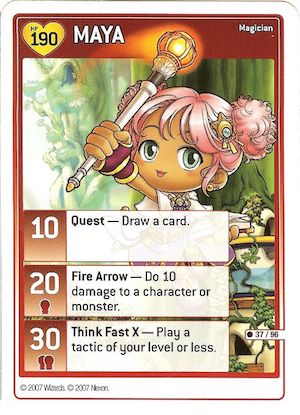 HP
190
MAYA
Magician
10
Quest — Draw a card.
20
Fire Arrow — Do 10
damage to a character or
monster.
30
Think Fast X — Play a
tactic of your level or less.
37 / 96
© 2007 Wizards. © 2007 Nexon.